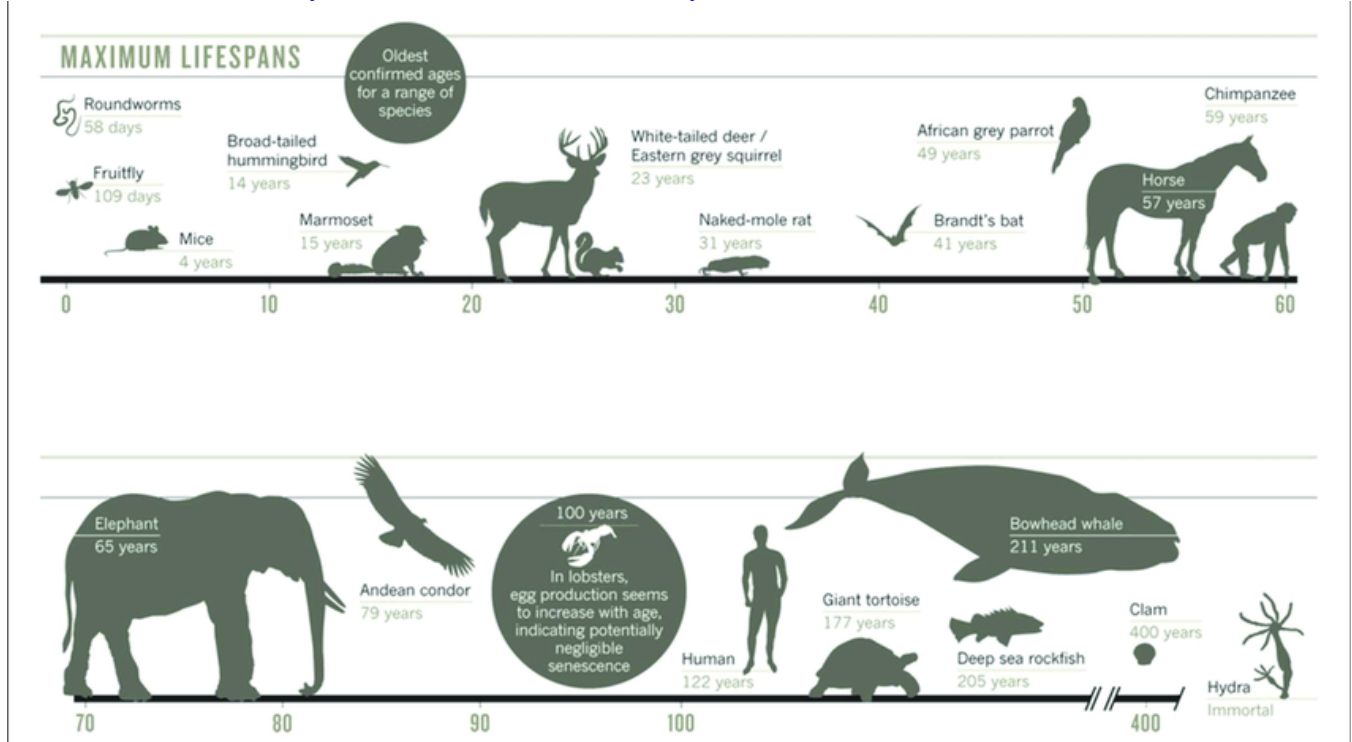 MAXIMUM LIFESPANS
Oldest
confirmed ages
for a range of
species
Roundworms
58 days
Fruitfly
109 days
Mice
4 years
Broad-tailed
hummingbird
14 years
Marmoset
15 years
White-tailed deer /
Eastern grey squirrel
23 years
Naked-mole rat
31 years
Brandt's bat
41 years
African grey parrot
49 years
Horse
57 years
Chimpanzee
59 years
0 10 20 30 40 50 60
Elephant
65 years
Andean condor
79 years
100 years
In lobsters,
egg production seems
to increase with age,
indicating potentially
negligible
senescence
Human
122 years
Giant tortoise
177 years
Deep sea rockfish
205 years
Bowhead whale
211 years
Clam
400 years
Hydra
Immortal
70 80 90 100 400